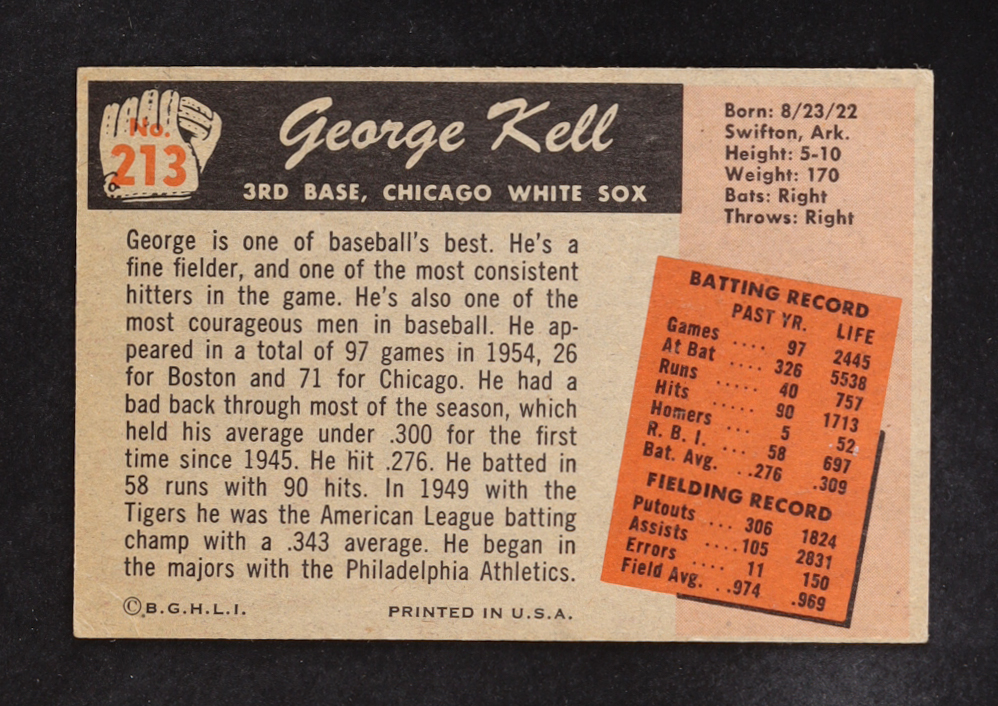 No.
213
George Kell
3RD BASE, CHICAGO WHITE SOX
Born: 8/23/22
Swifton, Ark.
Height: 5-10
Weight: 170
Bats: Right
Throws: Right
George is one of baseball's best. He's a
fine fielder, and one of the most consistent
hitters in the game. He's also one of the
most courageous men in baseball. He ap-
peared in a total of 97 games in 1954, 26
for Boston and 71 for Chicago. He had a
bad back through most of the season, which
held his average under .300 for the first
time since 1945. He hit .276. He batted in
58 runs with 90 hits. In 1949 with the
Tigers he was the American League batting
champ with a .343 average. He began in
the majors with the Philadelphia Athletics.
©B.G.H.L.I.
PRINTED IN U.S.A.
BATTING RECORD
PAST YR. LIFE
Games .... 97 2445
At Bat .... 326 5538
Runs ..... 40 757
Hits ..... 90 1713
Homers ... 5 52
R. B. I. .... 58 697
Bat. Avg. ..276 .309
FIELDING RECORD
Putouts ... 306 1824
Assists ....105 2831
Errors .... 11 150
Field Avg. ..974 .969